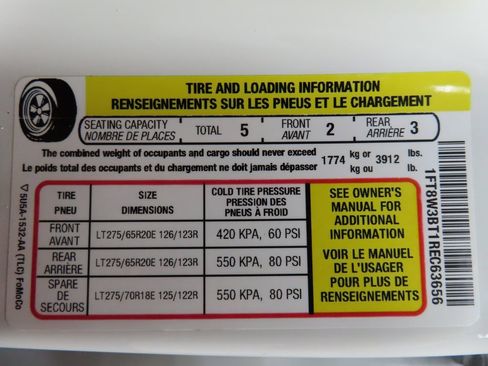 TIRE AND LOADING INFORMATION
RENSEIGNEMENTS SUR LES PNEUS ET LE CHARGEMENT
SEATING CAPACITY
NOMBRE DE PLACES
TOTAL 5
FRONT
AVANT 2
REAR
ARRIÈRE 3
The combined weight of occupants and cargo should never exceed
Le poids total des occupants et du chargement ne doit jamais dépasser
1774 kg or 3912 lbs.
kg ou lb.
TIRE
PNEU
SIZE
DIMENSIONS
COLD TIRE PRESSURE
PRESSION DES
PNEUS À FROID
FRONT
AVANT
LT275/65R20E 126/123R
420 KPA, 60 PSI
REAR
ARRIÈRE
LT275/65R20E 126/123R
550 KPA, 80 PSI
SPARE
DE
SECOURS
LT275/70R18E 125/122R
550 KPA, 80 PSI
SEE OWNER'S
MANUAL FOR
ADDITIONAL
INFORMATION
VOIR LE MANUEL
DE L'USAGER
POUR PLUS DE
RENSEIGNEMENTS
1FT8W3BT1REC63656
5U5A-1532-AA (TLC) FoMoCo